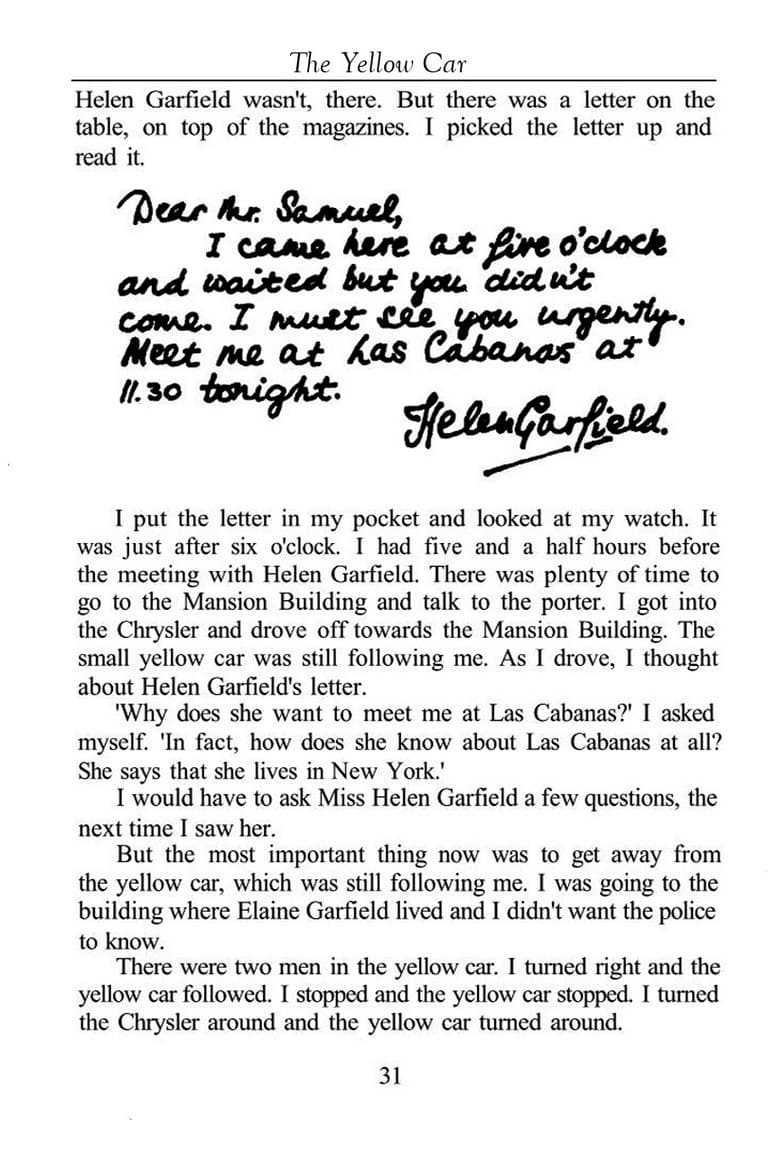 The Yellow Car
Helen Garfield wasn't, there. But there was a letter on the
table, on top of the magazines. I picked the letter up and
read it.
Dear Mr. Samuel,
I came here at five o'clock
and waited but you didn't
come. I must see you urgently.
Meet me at Las Cabanas at
11.30 tonight.
Helen Garfield.
I put the letter in my pocket and looked at my watch. It
was just after six o'clock. I had five and a half hours before
the meeting with Helen Garfield. There was plenty of time to
go to the Mansion Building and talk to the porter. I got into
the Chrysler and drove off towards the Mansion Building. The
small yellow car was still following me. As I drove, I thought
about Helen Garfield's letter.
'Why does she want to meet me at Las Cabanas?' I asked
myself. 'In fact, how does she know about Las Cabanas at all?
She says that she lives in New York.'
I would have to ask Miss Helen Garfield a few questions, the
next time I saw her.
But the most important thing now was to get away from
the yellow car, which was still following me. I was going to the
building where Elaine Garfield lived and I didn't want the police
to know.
There were two men in the yellow car. I turned right and the
yellow car followed. I stopped and the yellow car stopped. I turned
the Chrysler around and the yellow car turned around.
31